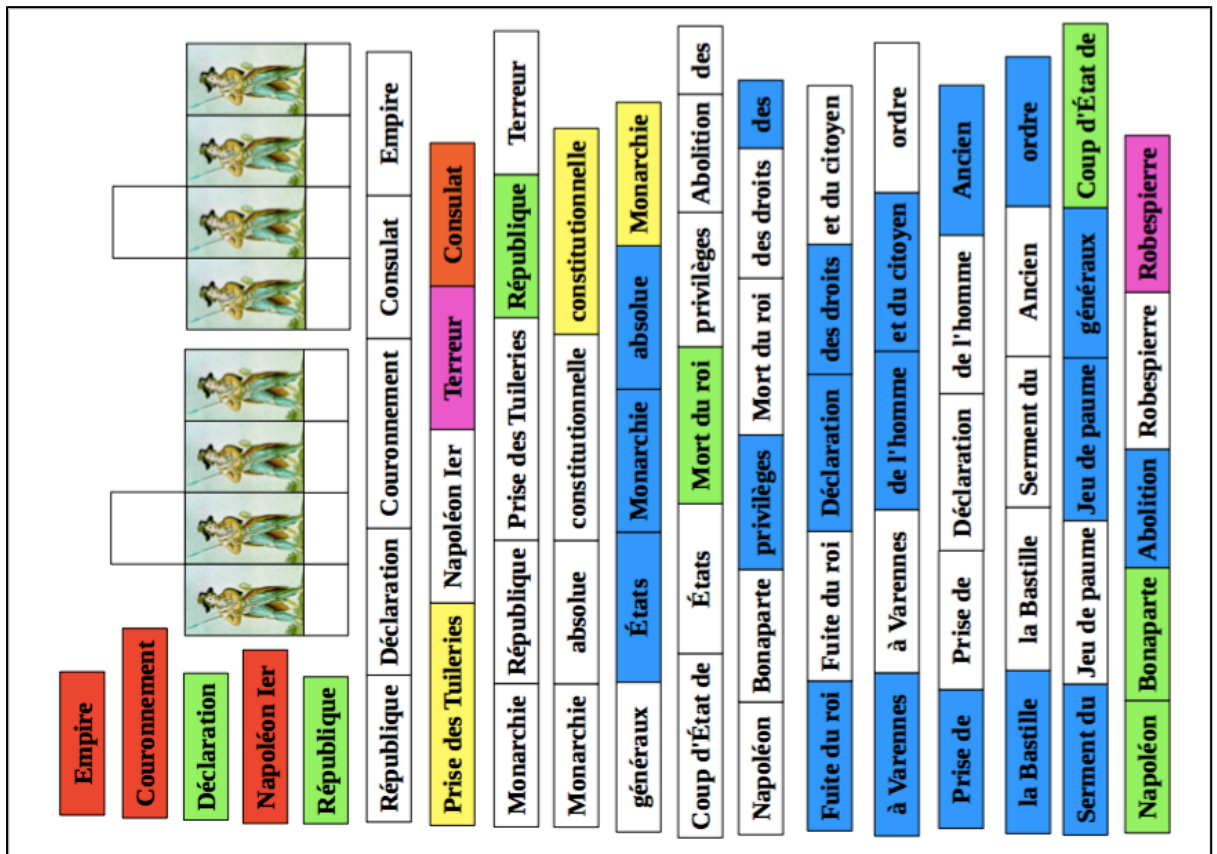 Empire
Couronnement
Déclaration
Napoléon Ier
République
République Déclaration Couronnement Consulat Empire
Prise des Tuileries Napoléon Ier Terreur Consulat
Monarchie République Prise des Tuileries République Terreur
Monarchie absolue constitutionnelle constitutionnelle
généraux États Monarchie absolue Monarchie
Coup d'État de États Mort du roi privilèges Abolition des
Napoléon Bonaparte privilèges Mort du roi des droits des
Fuite du roi Fuite du roi Déclaration des droits et du citoyen
à Varennes à Varennes de l'homme et du citoyen ordre
Prise de Prise de Déclaration de l'homme Ancien
la Bastille la Bastille Serment du Ancien ordre
Serment du Jeu de paume Jeu de paume généraux Coup d'État de
Napoléon Bonaparte Abolition Robespierre Robespierre